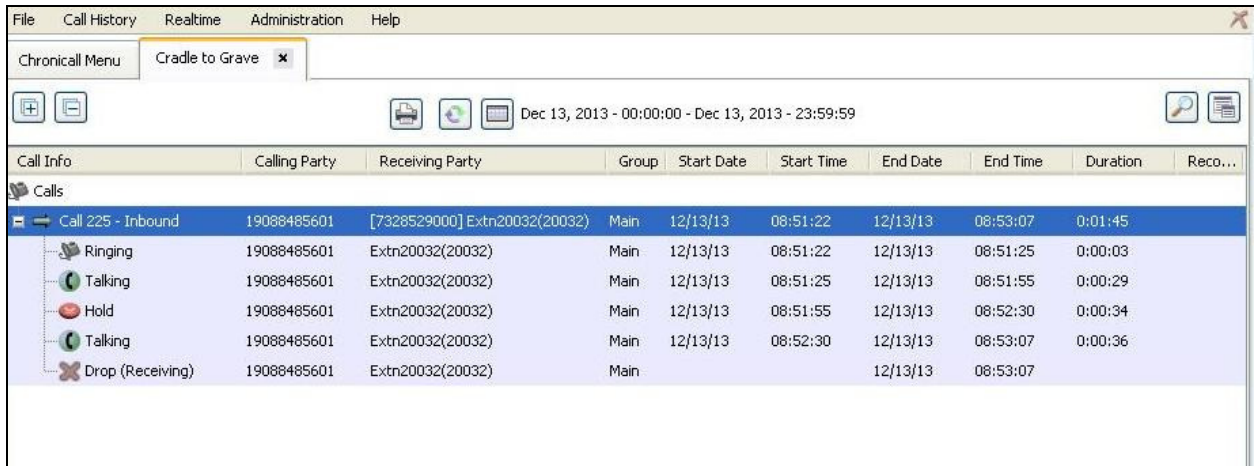 File Call History Realtime Administration Help
Chronicall Menu Cradle to Grave
Dec 13, 2013 - 00:00:00 - Dec 13, 2013 - 23:59:59
Call Info Calling Party Receiving Party Group Start Date Start Time End Date End Time Duration Reco...
Calls
Call 225 - Inbound 19088485601 [7328529000] Extn20032(20032) Main 12/13/13 08:51:22 12/13/13 08:53:07 0:01:45
Ringing 19088485601 Extn20032(20032) Main 12/13/13 08:51:22 12/13/13 08:51:25 0:00:03
Talking 19088485601 Extn20032(20032) Main 12/13/13 08:51:25 12/13/13 08:51:55 0:00:29
Hold 19088485601 Extn20032(20032) Main 12/13/13 08:51:55 12/13/13 08:52:30 0:00:34
Talking 19088485601 Extn20032(20032) Main 12/13/13 08:52:30 12/13/13 08:53:07 0:00:36
Drop (Receiving) 19088485601 Extn20032(20032) Main 12/13/13 08:53:07